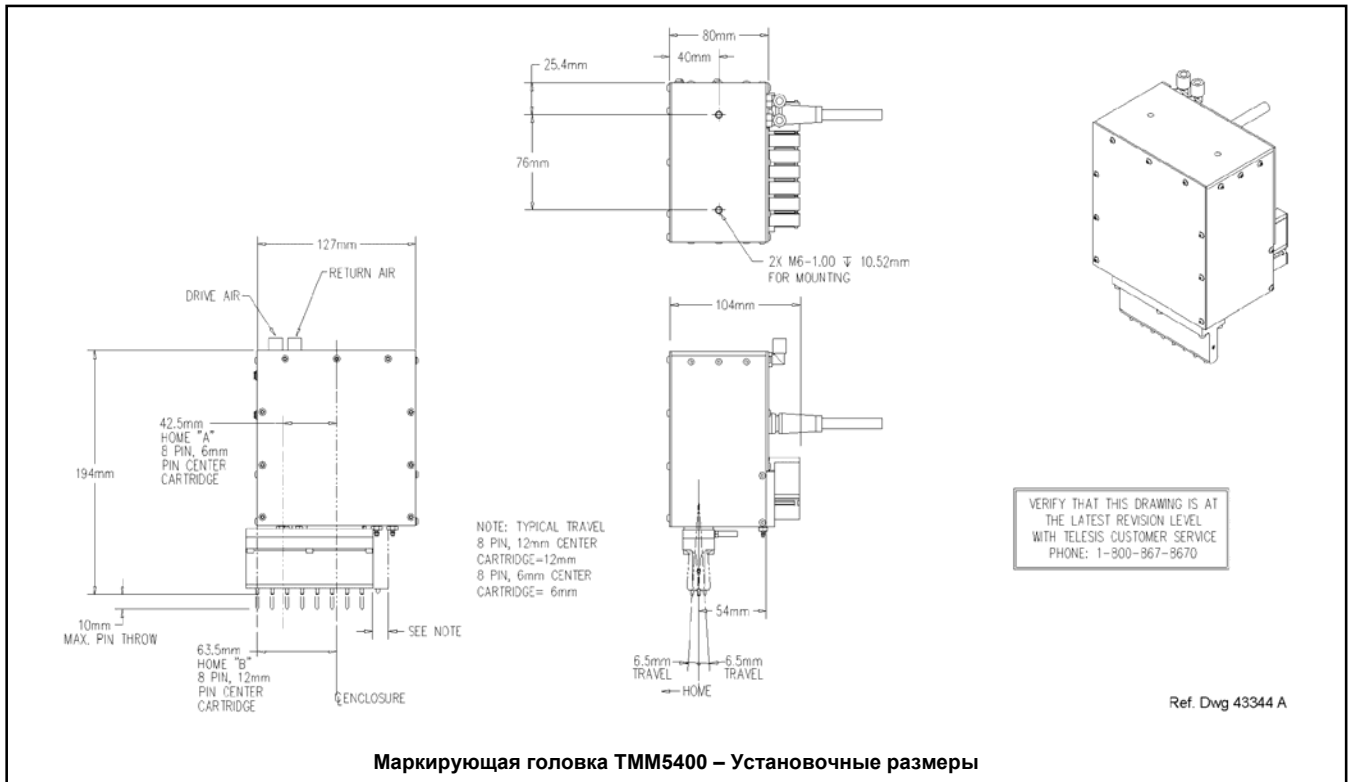 80mm
40mm
25.4mm
76mm
2X M6-1.00 ↧ 10.52mm
FOR MOUNTING
127mm
RETURN AIR
DRIVE AIR
104mm
42.5mm
HOME "A"
8 PIN, 6mm
PIN CENTER
CARTRIDGE
194mm
NOTE: TYPICAL TRAVEL
8 PIN, 12mm CENTER
CARTRIDGE=12mm
8 PIN, 6mm CENTER
CARTRIDGE= 6mm
VERIFY THAT THIS DRAWING IS AT
THE LATEST REVISION LEVEL
WITH TELESIS CUSTOMER SERVICE
PHONE: 1-800-867-8670
54mm
10mm
MAX. PIN THROW
SEE NOTE
63.5mm
HOME "B"
8 PIN, 12mm
PIN CENTER
CARTRIDGE
℄ENCLOSURE
6.5mm
TRAVEL
6.5mm
TRAVEL
HOME
Ref. Dwg 43344 A
Маркирующая головка TMM5400 – Установочные размеры